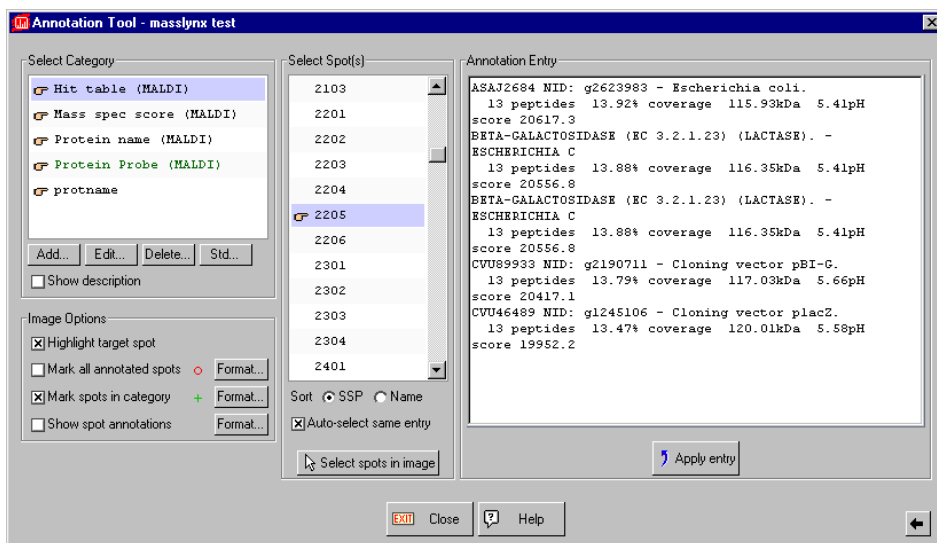 Annotation Tool - masslynx test
Select Category
Hit table (MALDI)
Mass spec score (MALDI)
Protein name (MALDI)
Protein Probe (MALDI)
protname
Add...
Edit...
Delete...
Std...
Show description
Image Options
Highlight target spot
Mark all annotated spots
Format...
Mark spots in category
Format...
Show spot annotations
Format...
Select Spot(s)
2103
2201
2202
2203
2204
2205
2206
2301
2302
2303
2304
2401
Sort SSP Name
Auto-select same entry
Select spots in image
Annotation Entry
ASAJ2684 NID: g2623983 - Escherichia coli.
13 peptides 13.92% coverage 115.93kDa 5.41pH
score 20617.3
BETA-GALACTOSIDASE (EC 3.2.1.23) (LACTASE). -
ESCHERICHIA C
13 peptides 13.88% coverage 116.35kDa 5.41pH
score 20556.8
BETA-GALACTOSIDASE (EC 3.2.1.23) (LACTASE). -
ESCHERICHIA C
13 peptides 13.88% coverage 116.35kDa 5.41pH
score 20556.8
CVU89933 NID: g2190711 - Cloning vector pBI-G.
13 peptides 13.79% coverage 117.03kDa 5.66pH
score 20417.1
CVU46489 NID: g1245106 - Cloning vector placZ.
13 peptides 13.47% coverage 120.01kDa 5.58pH
score 19952.2
Apply entry
EXIT Close
? Help